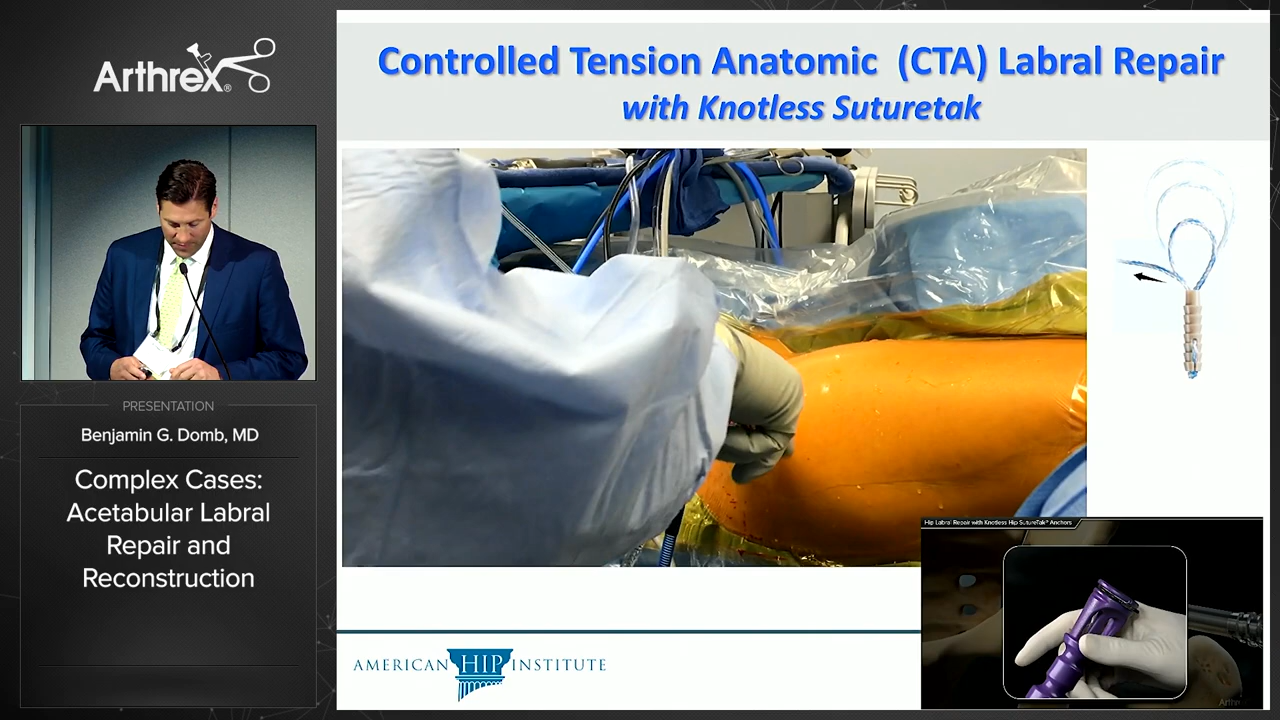 Arthrex®
PRESENTATION
Benjamin G. Domb, MD
Complex Cases:
Acetabular Labral
Repair and
Reconstruction
Controlled Tension Anatomic (CTA) Labral Repair
with Knotless Suturetak
Hip Labral Repair with Knotless Hip SutureTak® Anchors
AMERICAN HIP INSTITUTE